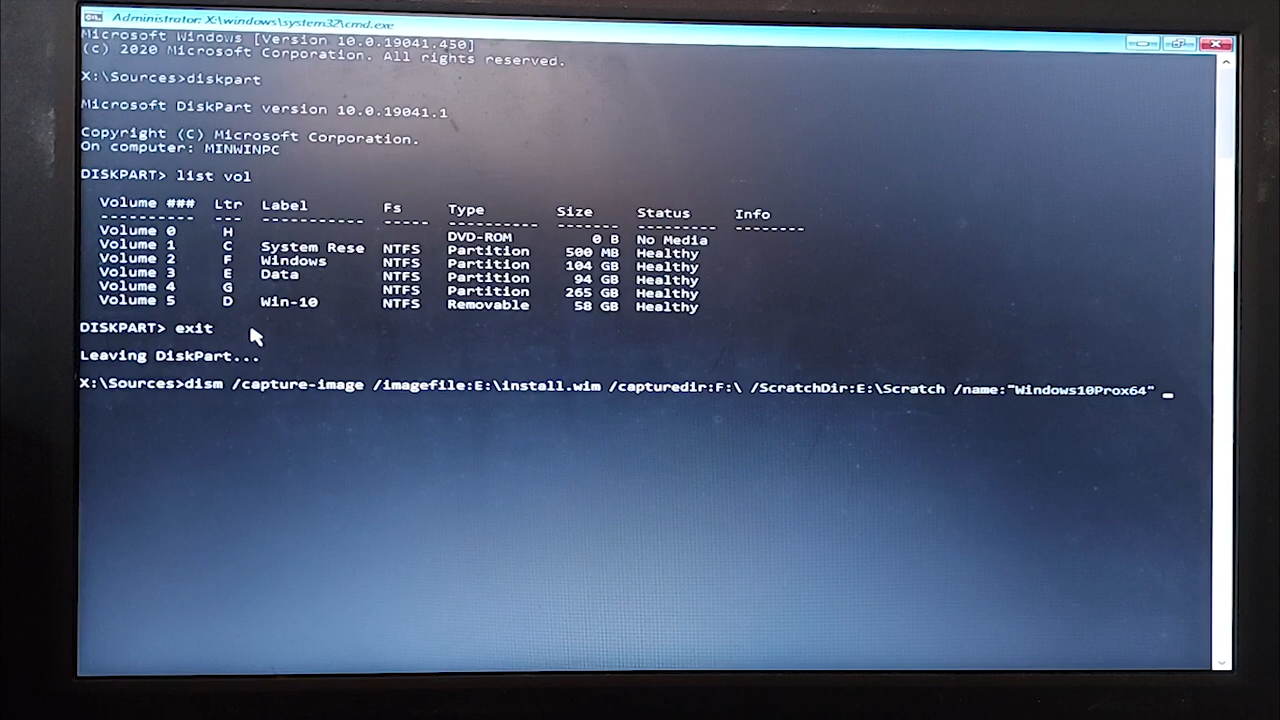 Administrator: X:\windows\system32\cmd.exe
Microsoft Windows [Version 10.0.19041.450]
(c) 2020 Microsoft Corporation. All rights reserved.
X:\Sources>diskpart
Microsoft DiskPart version 10.0.19041.1
Copyright (C) Microsoft Corporation.
On computer: MINWINPC
DISKPART> list vol
Volume ### Ltr Label Fs Type Size Status Info
---------- --- ----------- ----- ---------- ------- --------- --------
Volume 0 H DVD-ROM 0 B No Media
Volume 1 C System Rese NTFS Partition 500 MB Healthy
Volume 2 F Windows NTFS Partition 104 GB Healthy
Volume 3 E Data NTFS Partition 94 GB Healthy
Volume 4 G NTFS Partition 265 GB Healthy
Volume 5 D Win-10 NTFS Removable 58 GB Healthy
DISKPART> exit
Leaving DiskPart...
X:\Sources>dism /capture-image /imagefile:E:\install.wim /capturedir:F:\ /ScratchDir:E:\Scratch /name:"Windows10Prox64" _